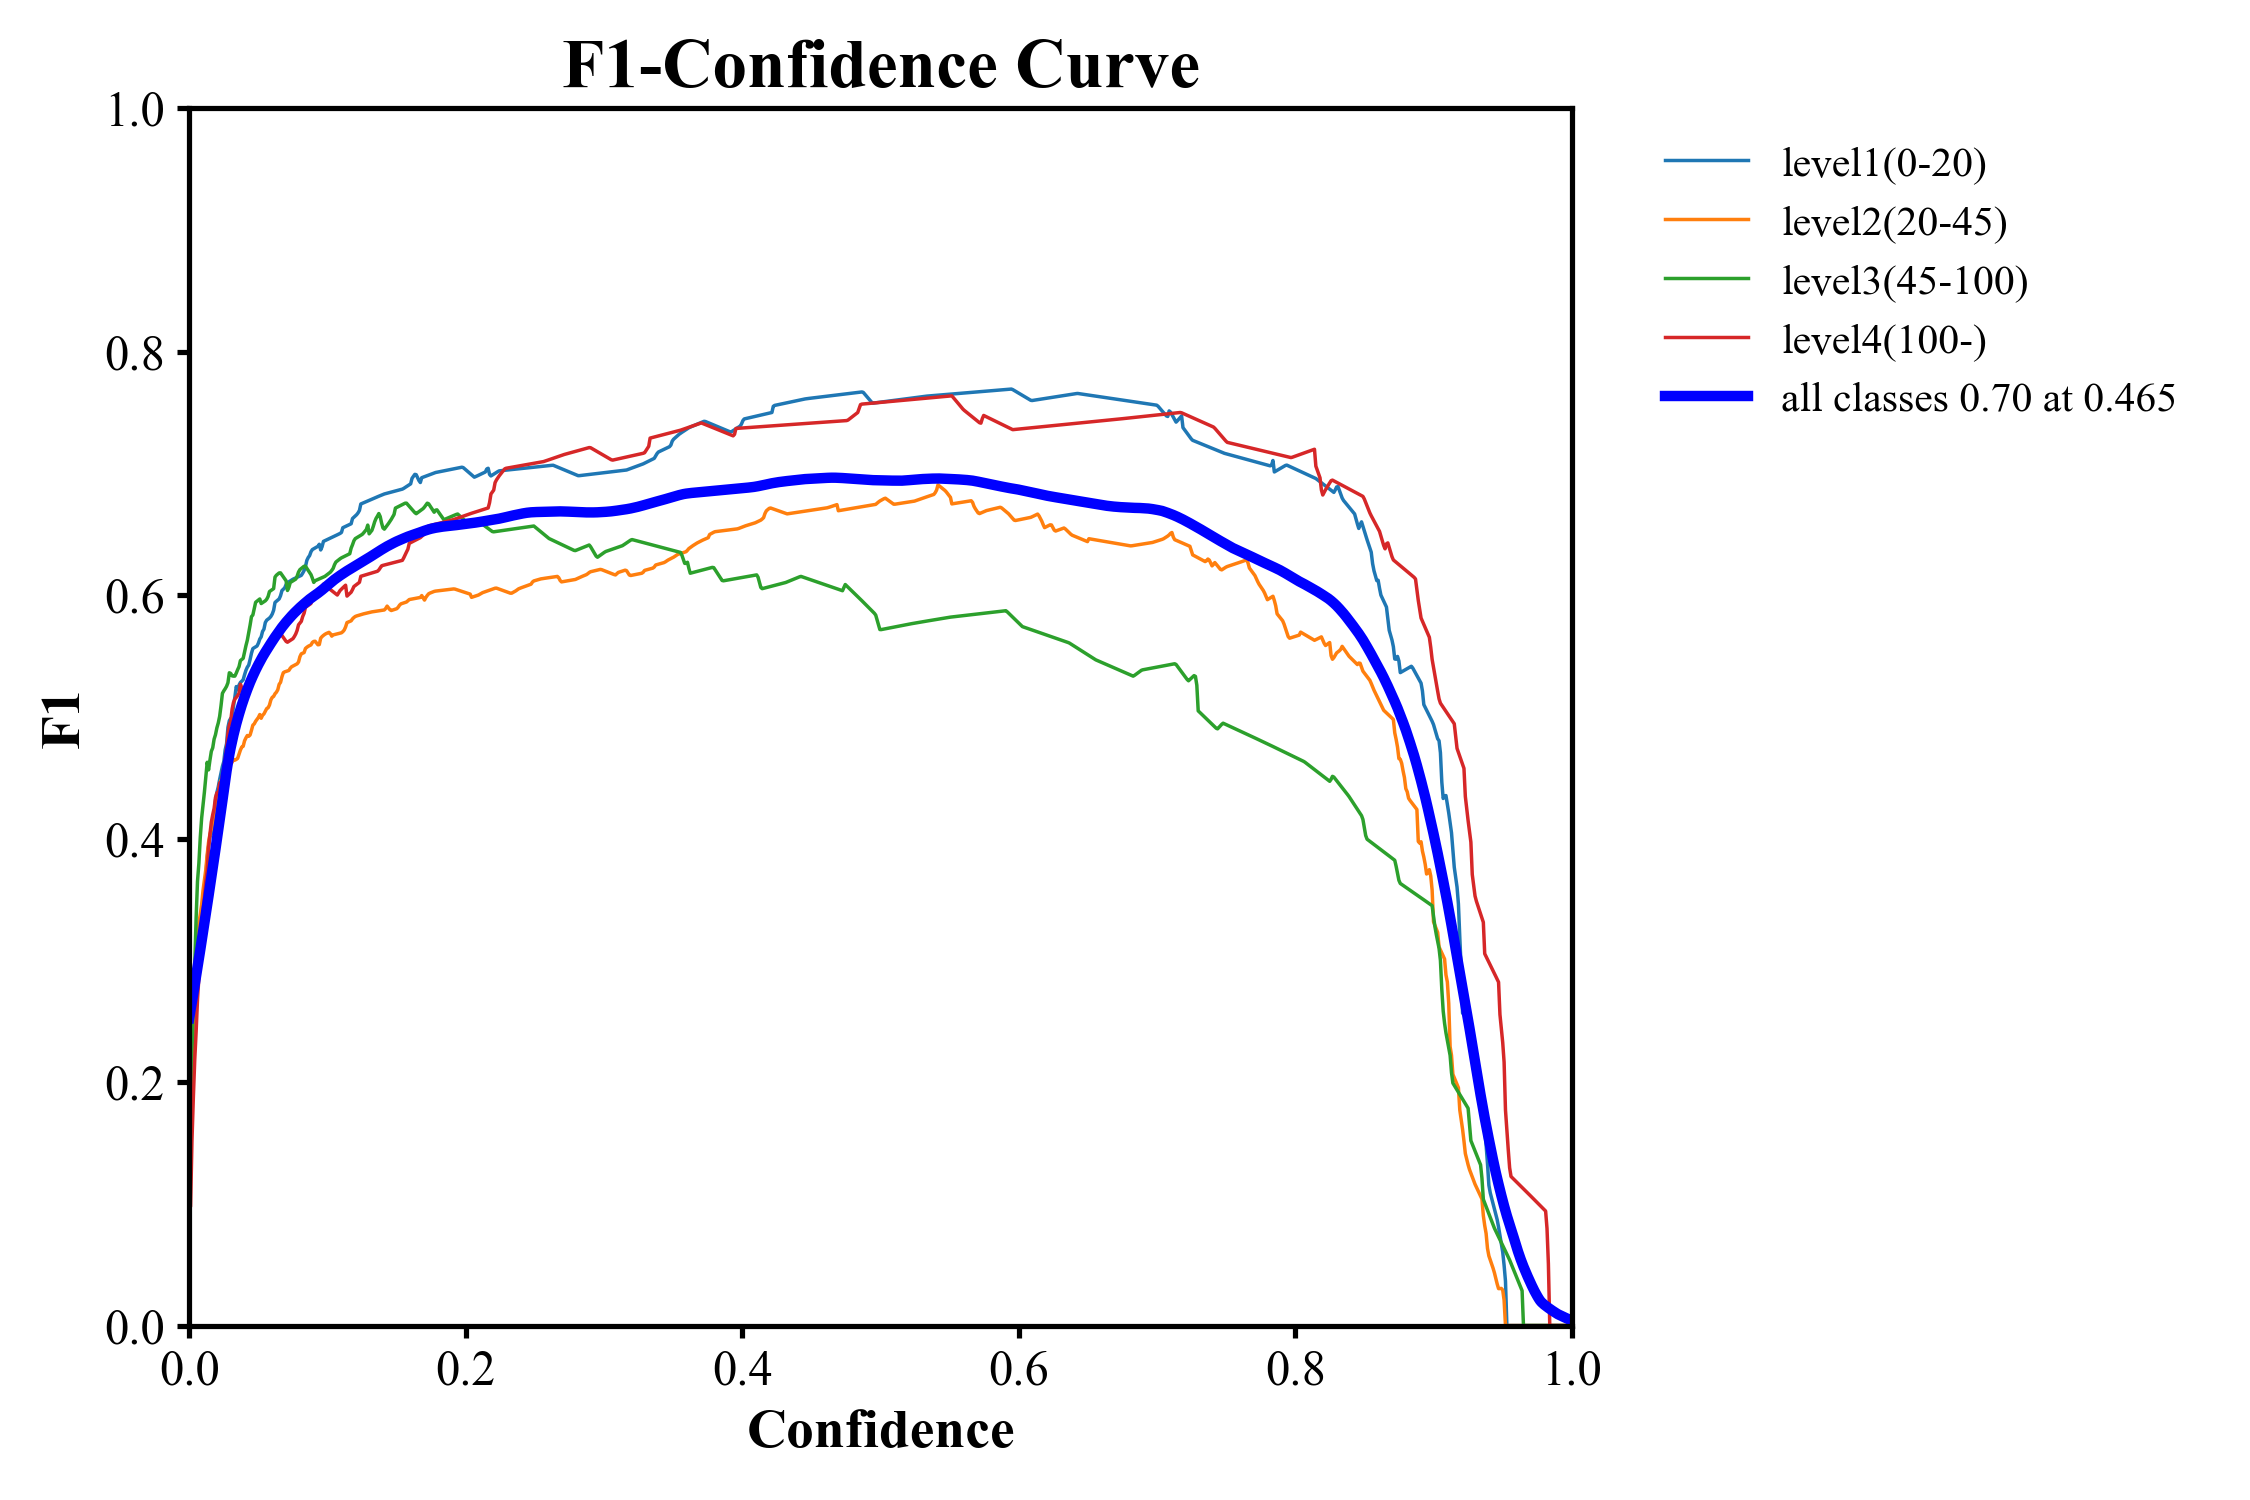 F1-Confidence Curve
1.0
0.8
0.6
0.4
0.2
0.0
F1
0.0 0.2 0.4 0.6 0.8 1.0
Confidence
level1(0-20)
level2(20-45)
level3(45-100)
level4(100-)
all classes 0.70 at 0.465